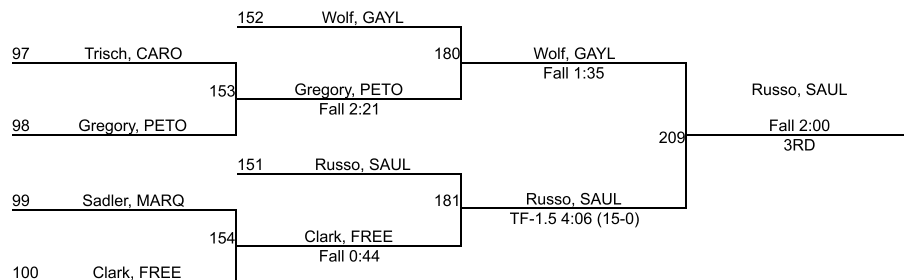 152 Wolf, GAYL
97 Trisch, CARO
180 Wolf, GAYL
Fall 1:35
153 Gregory, PETO
Fall 2:21
Russo, SAUL
98 Gregory, PETO
Fall 2:00
209
3RD
151 Russo, SAUL
99 Sadler, MARQ
181 Russo, SAUL
TF-1.5 4:06 (15-0)
154 Clark, FREE
Fall 0:44
100 Clark, FREE